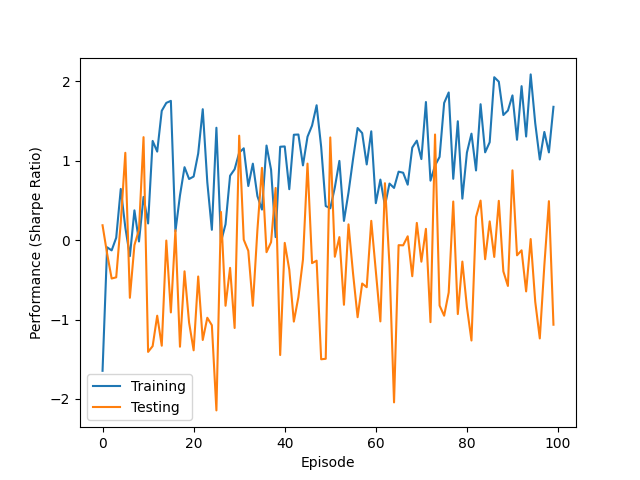 2
1
0
−1
−2
Performance (Sharpe Ratio)
Training
Testing
0 20 40 60 80 100
Episode